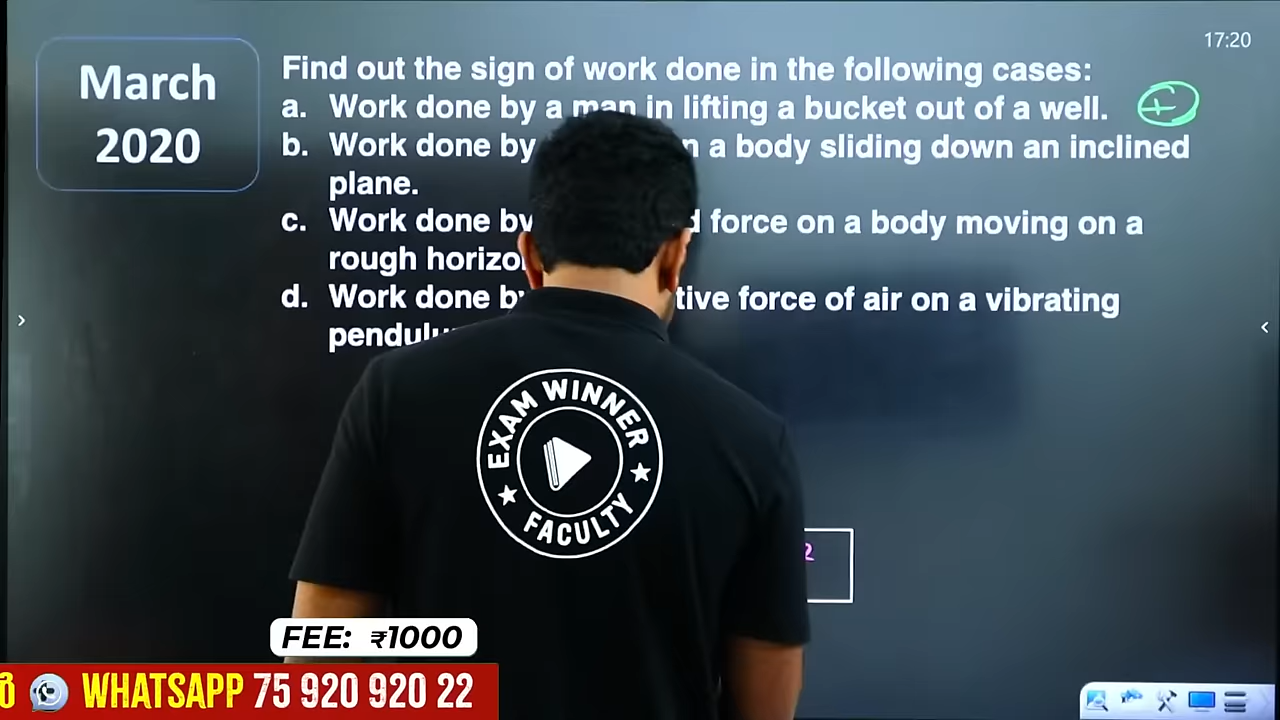 17:20
March
2020
Find out the sign of work done in the following cases:
a. Work done by a man in lifting a bucket out of a well.
+
b. Work done by a body sliding down an inclined
plane.
c. Work done by force on a body moving on a
rough
d. Work done by force of air on a vibrating
EXAM WINNER
FACULTY
2
FEE: ₹1000
WHATSAPP 75 920 920 22